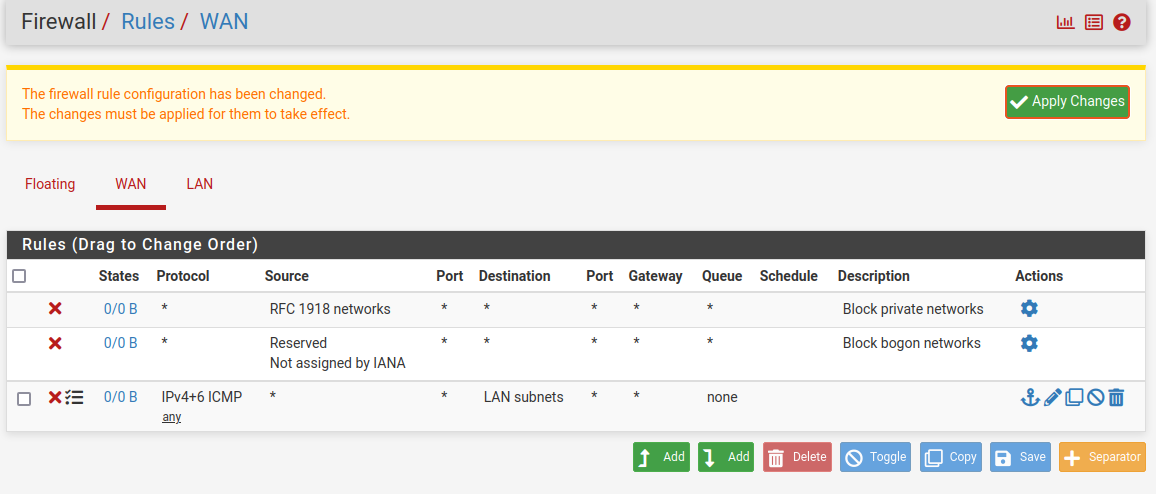 Firewall / Rules / WAN
The firewall rule configuration has been changed.
The changes must be applied for them to take effect.
Apply Changes
Floating WAN LAN
Rules (Drag to Change Order)
States Protocol Source Port Destination Port Gateway Queue Schedule Description Actions
0/0 B * RFC 1918 networks * * * * * Block private networks
0/0 B * Reserved * * * * * Block bogon networks
Not assigned by IANA
0/0 B IPv4+6 ICMP * * LAN subnets * * none
any
Add Add Delete Toggle Copy Save Separator